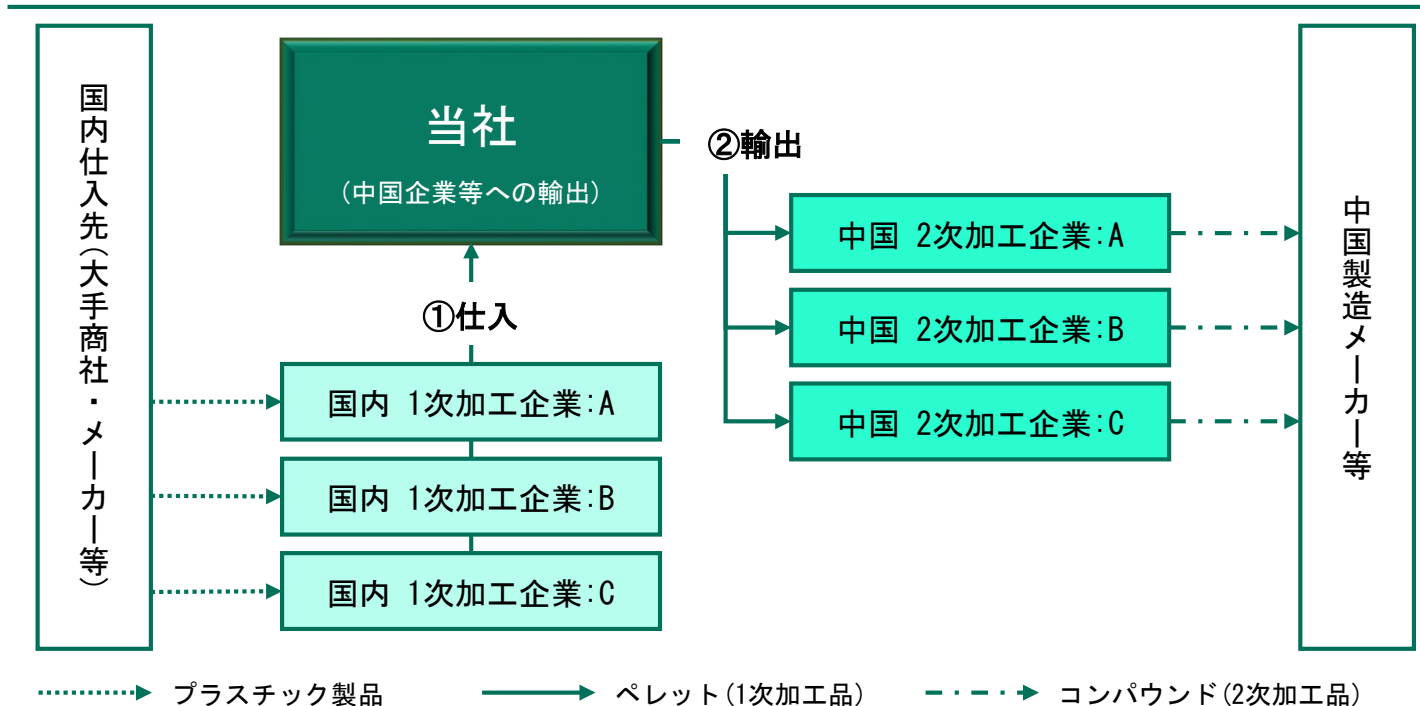 国内仕入先(大手商社・メーカー等)
当社
(中国企業等への輸出)
①仕入
国内 1次加工企業:A
国内 1次加工企業:B
国内 1次加工企業:C
②輸出
中国 2次加工企業:A
中国 2次加工企業:B
中国 2次加工企業:C
中国製造メーカー等
プラスチック製品
ペレット(1次加工品)
コンパウンド(2次加工品)